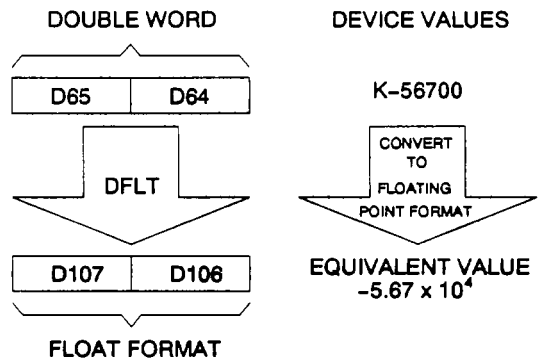 DOUBLE WORD
DEVICE VALUES
D65 D64
K-56700
DFLT
CONVERT
TO
FLOATING
POINT FORMAT
D107 D106
EQUIVALENT VALUE
-5.67 x 10⁴
FLOAT FORMAT